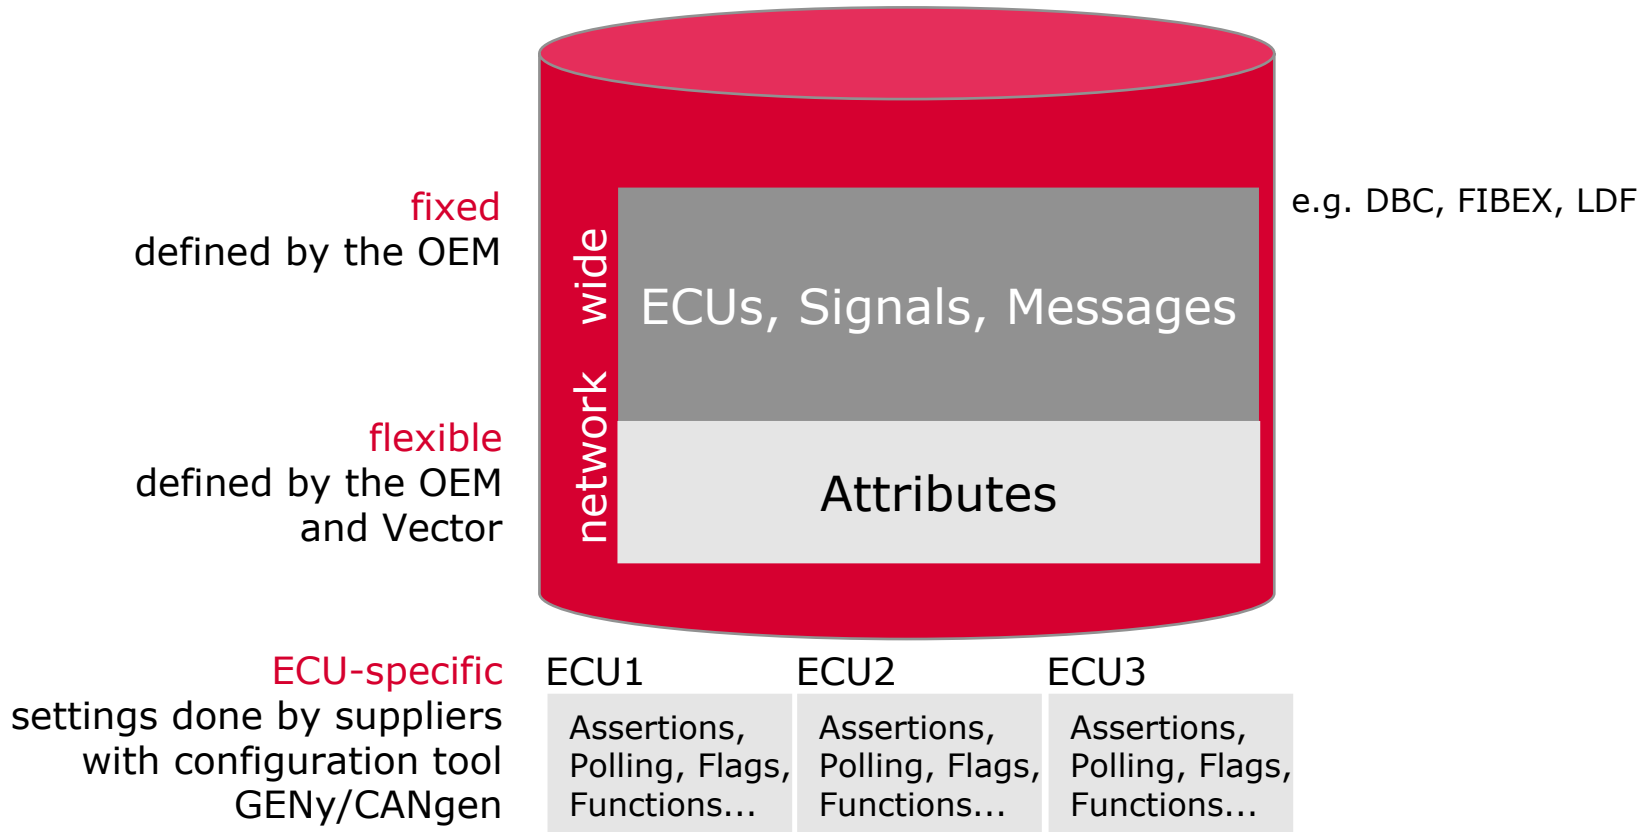 fixed
defined by the OEM
e.g. DBC, FIBEX, LDF
network wide
ECUs, Signals, Messages
flexible
defined by the OEM
and Vector
Attributes
ECU-specific
settings done by suppliers
with configuration tool
GENy/CANgen
ECU1
Assertions,
Polling, Flags,
Functions...
ECU2
Assertions,
Polling, Flags,
Functions...
ECU3
Assertions,
Polling, Flags,
Functions...